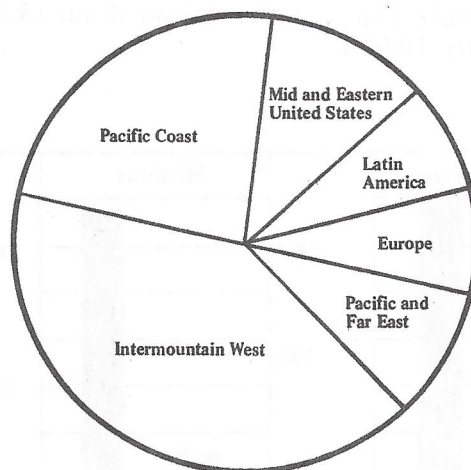 Mid and Eastern
United States
Pacific Coast
Latin
America
Europe
Pacific and
Far East
Intermountain West